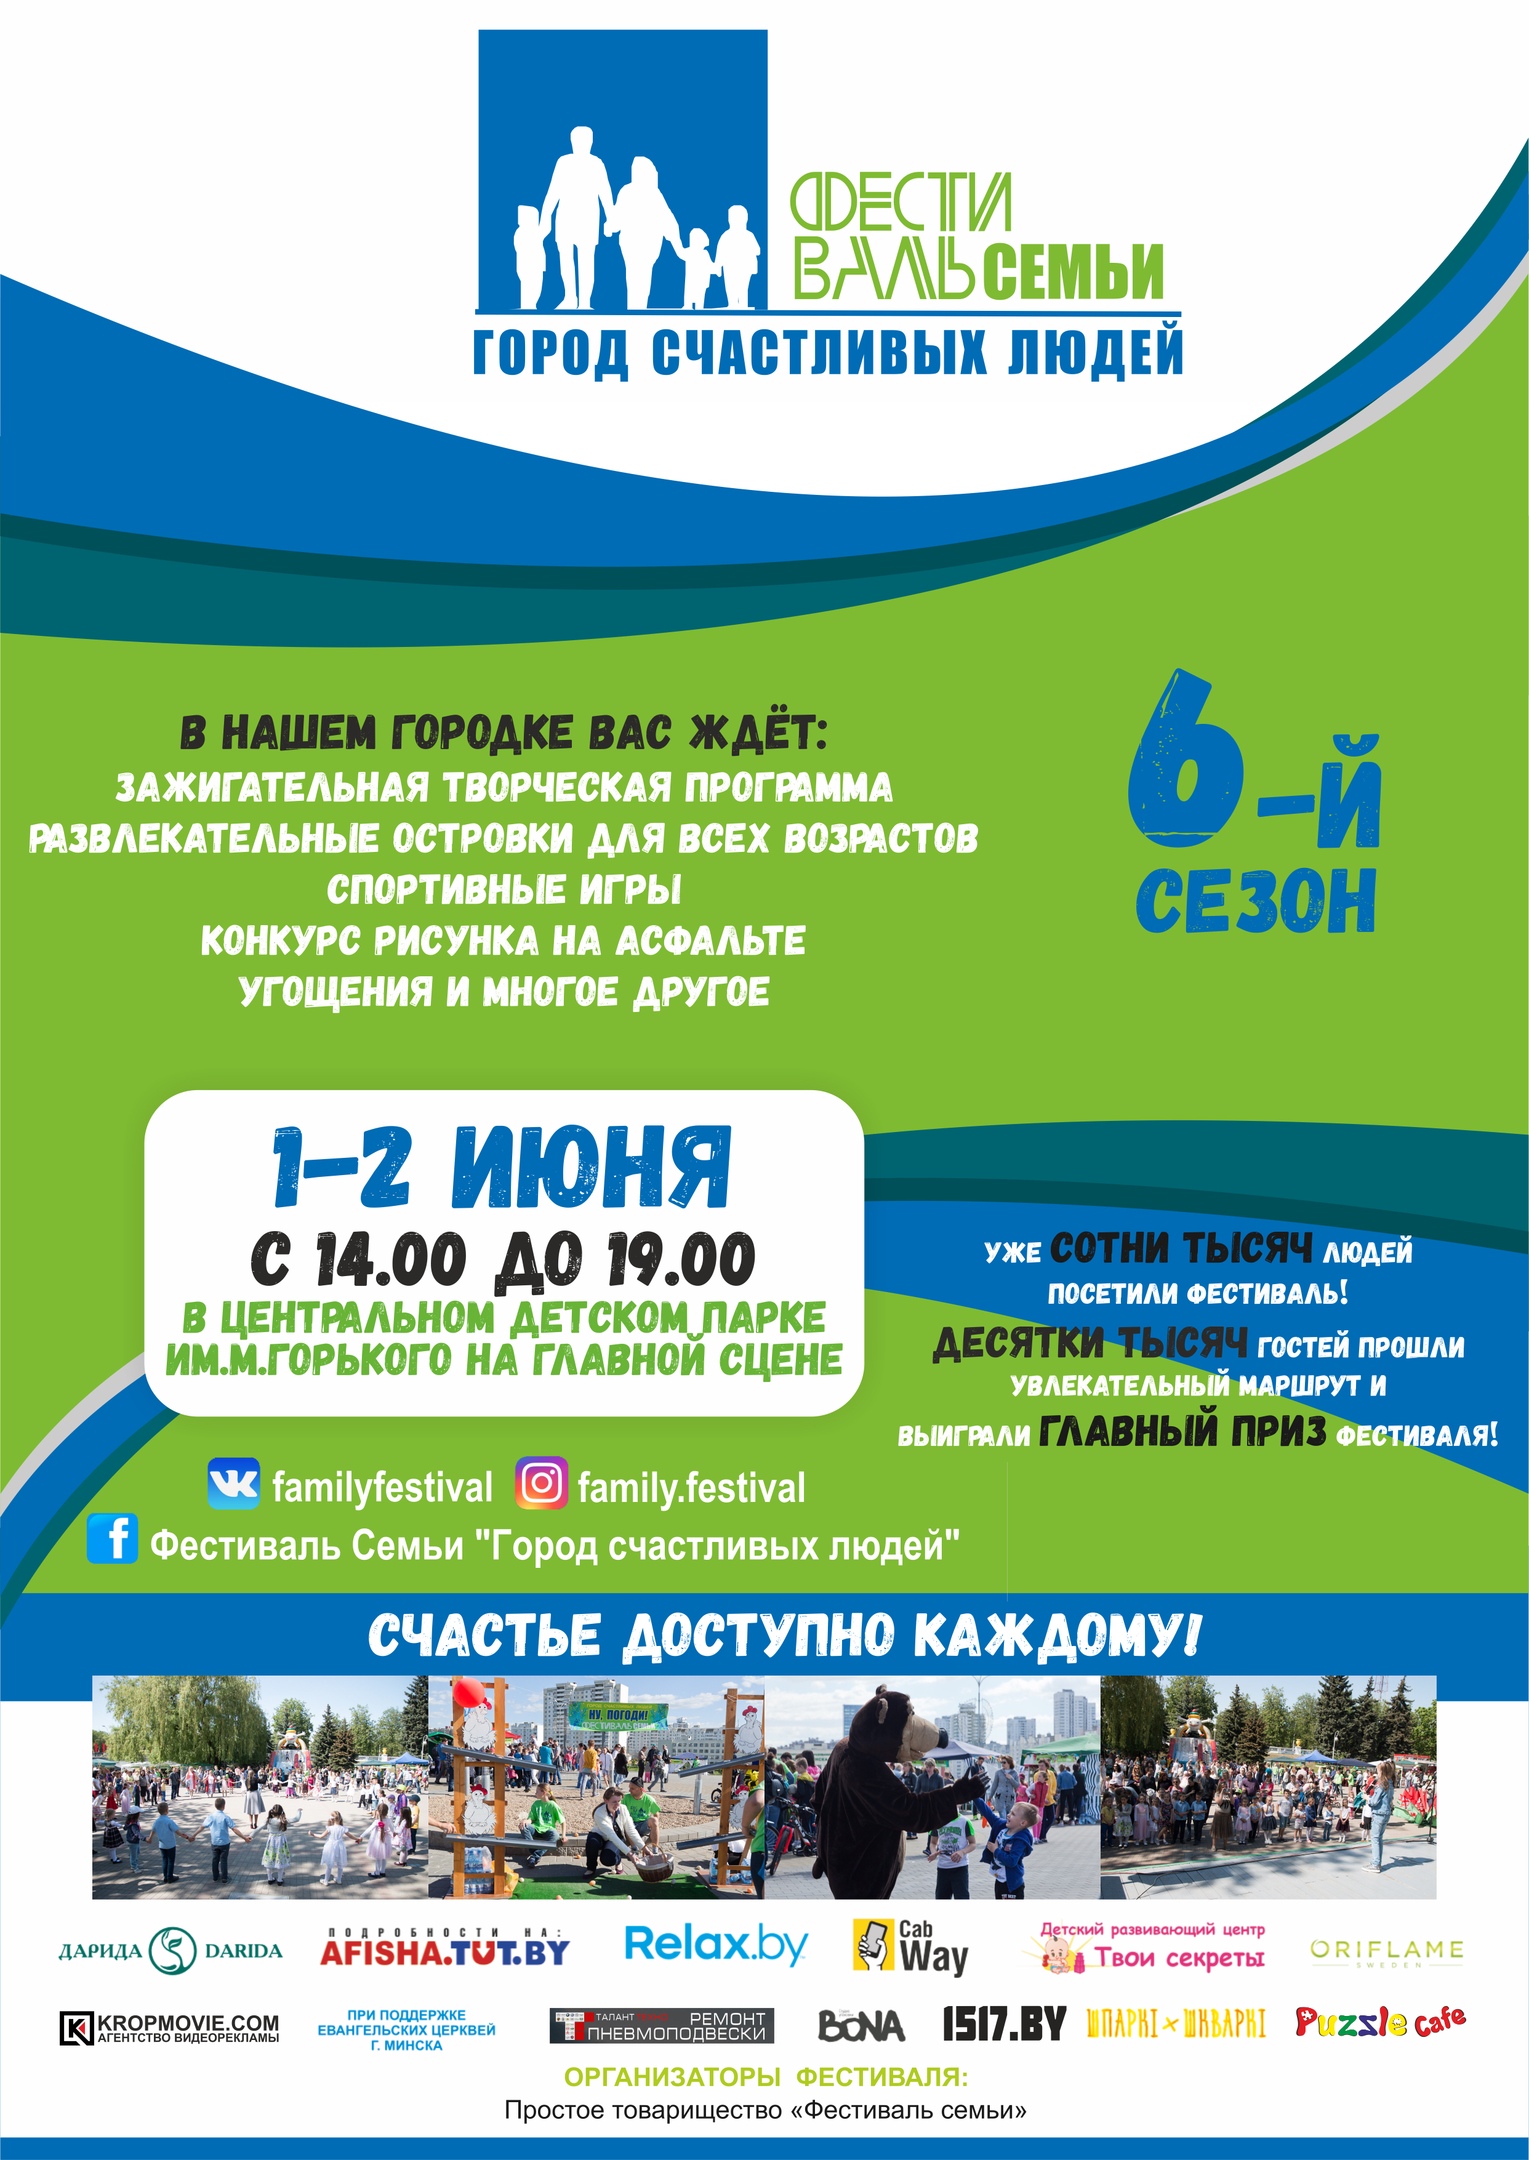 ФЕСТИ
ВАЛЬ СЕМЬИ
ГОРОД СЧАСТЛИВЫХ ЛЮДЕЙ
В НАШЕМ ГОРОДКЕ ВАС ЖДЁТ:
ЗАЖИГАТЕЛЬНАЯ ТВОРЧЕСКАЯ ПРОГРАММА
РАЗВЛЕКАТЕЛЬНЫЕ ОСТРОВКИ ДЛЯ ВСЕХ ВОЗРАСТОВ
СПОРТИВНЫЕ ИГРЫ
КОНКУРС РИСУНКА НА АСФАЛЬТЕ
УГОЩЕНИЯ И МНОГОЕ ДРУГОЕ
6-Й
СЕЗОН
1-2 ИЮНЯ
С 14.00 ДО 19.00
В ЦЕНТРАЛЬНОМ ДЕТСКОМ ПАРКЕ
ИМ.М.ГОРЬКОГО НА ГЛАВНОЙ СЦЕНЕ
УЖЕ СОТНИ ТЫСЯЧ ЛЮДЕЙ
ПОСЕТИЛИ ФЕСТИВАЛЬ!
ДЕСЯТКИ ТЫСЯЧ ГОСТЕЙ ПРОШЛИ
УВЛЕКАТЕЛЬНЫЙ МАРШРУТ И
ВЫИГРАЛИ ГЛАВНЫЙ ПРИЗ ФЕСТИВАЛЯ!
familyfestival family.festival
Фестиваль Семьи "Город счастливых людей"
СЧАСТЬЕ ДОСТУПНО КАЖДОМУ!
НУ, ПОГОДИ!
ФЕСТИВАЛЬ СЕМЬИ
ДАРИДА DARIDA
ПОДРОБНОСТИ НА:
AFISHA.TUT.BY
Relax.by
Cab
Way
Детский развивающий центр
Твои секреты
ORIFLAME
SWEDEN
KROPMOVIE.COM
АГЕНТСТВО ВИДЕОРЕКЛАМЫ
ПРИ ПОДДЕРЖКЕ
ЕВАНГЕЛЬСКИХ ЦЕРКВЕЙ
Г. МИНСКА
ТАЛАНТ РЕМОНТ
ПНЕВМОПОДВЕСКИ
BONA
1517.BY
ШПАРКІ × ШКВАРКІ
Puzzle cafe
ОРГАНИЗАТОРЫ ФЕСТИВАЛЯ:
Простое товарищество «Фестиваль семьи»